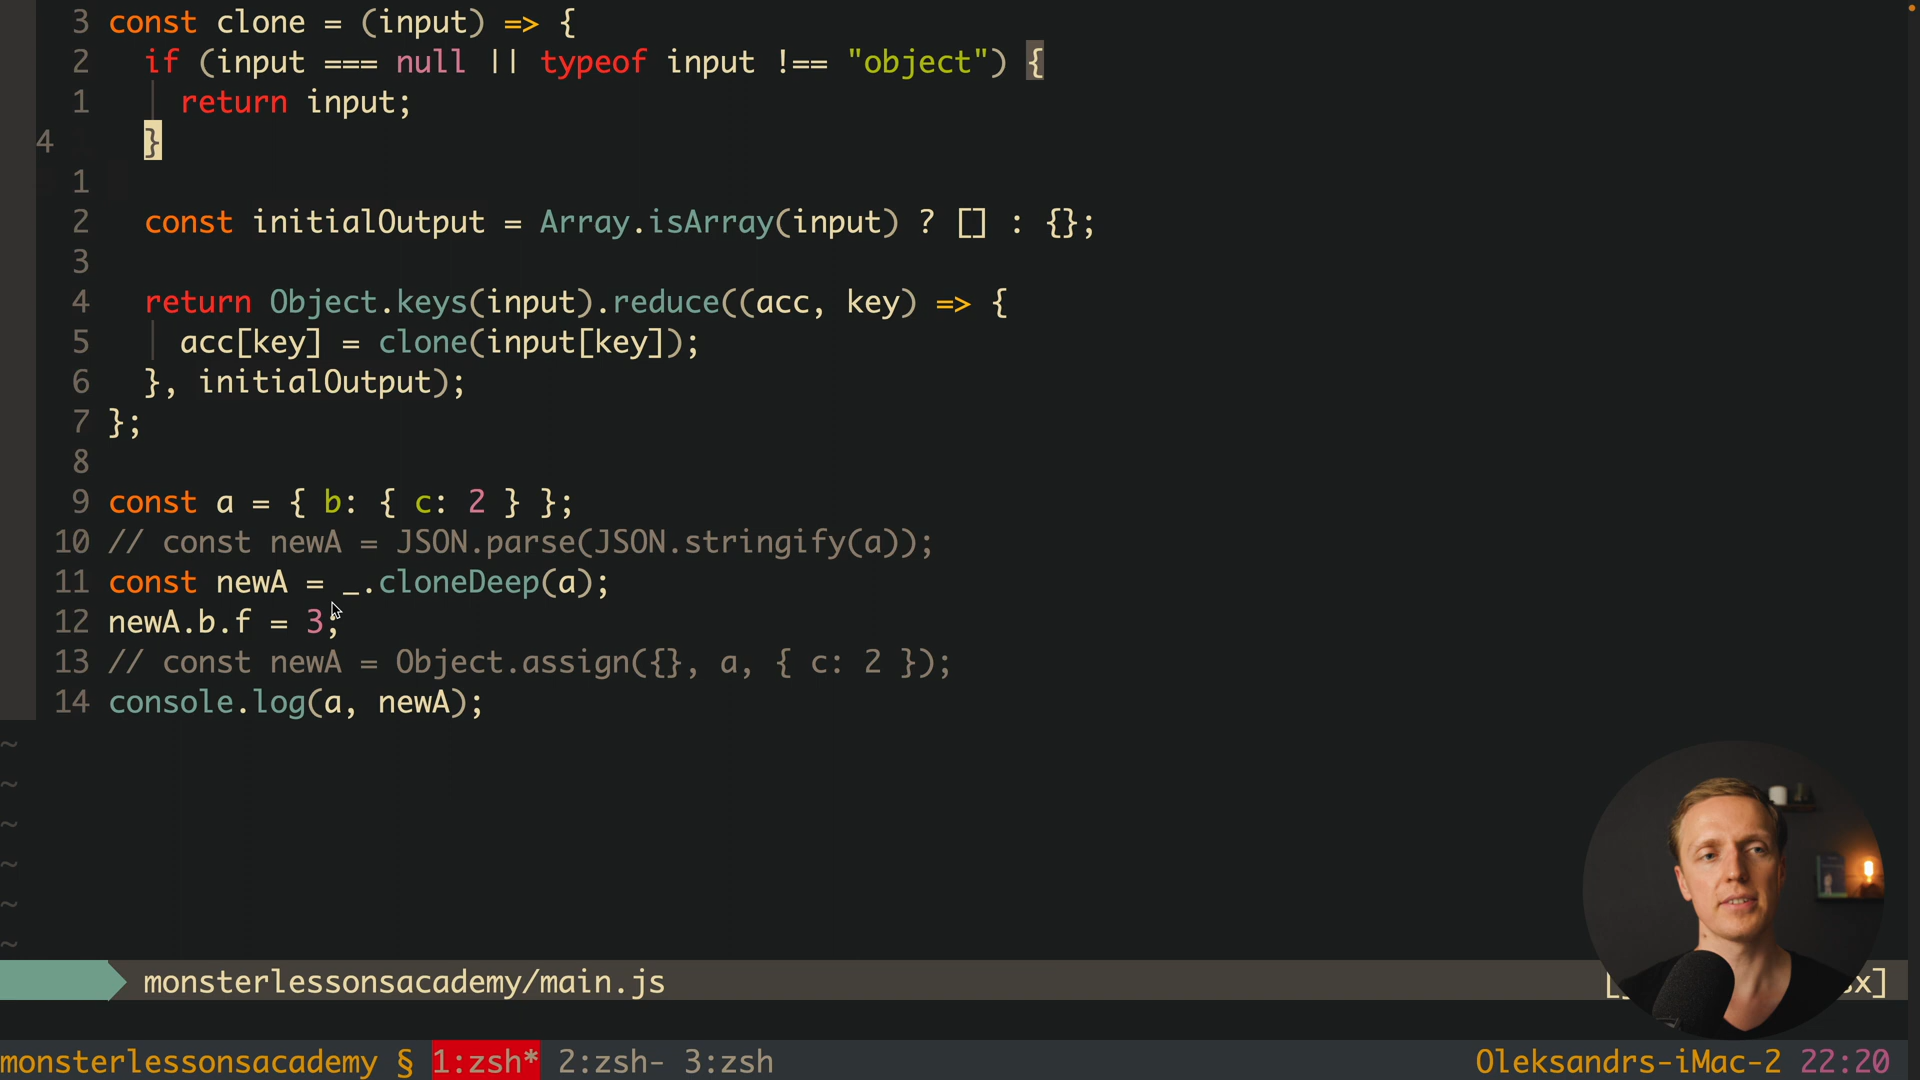 3 const clone = (input) => {
2 if (input === null || typeof input !== "object") {
1 return input;
4 }
1
2 const initialOutput = Array.isArray(input) ? [] : {};
3
4 return Object.keys(input).reduce((acc, key) => {
5 acc[key] = clone(input[key]);
6 }, initialOutput);
7 };
8
9 const a = { b: { c: 2 } };
10 // const newA = JSON.parse(JSON.stringify(a));
11 const newA = _.cloneDeep(a);
12 newA.b.f = 3;
13 // const newA = Object.assign({}, a, { c: 2 });
14 console.log(a, newA);
~
~
~
~
~
~
monsterlessonsacademy/main.js
monsterlessonsacademy § 1:zsh* 2:zsh- 3:zsh Oleksandrs-iMac-2 22:20